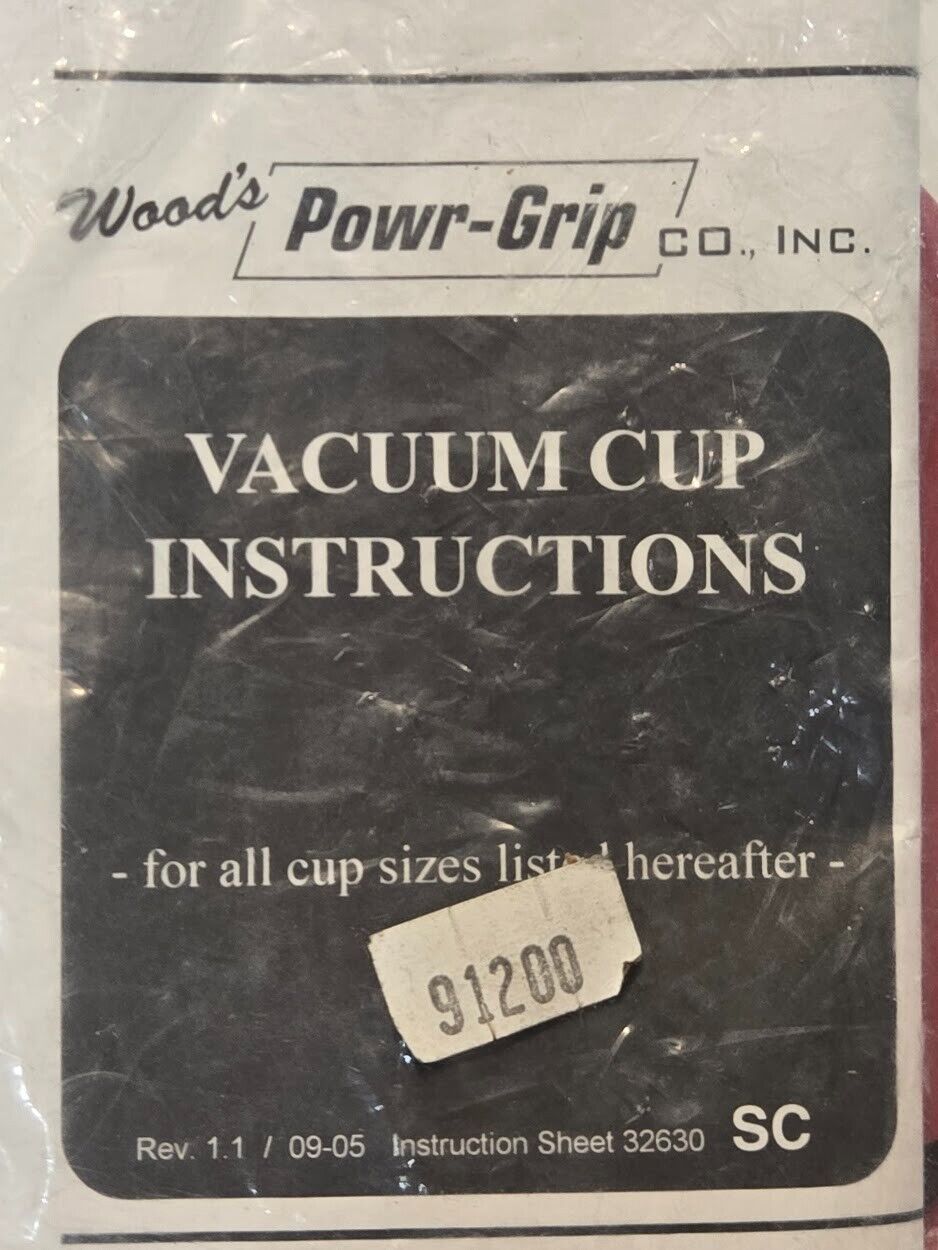 Wood's Powr-Grip CO., INC.
VACUUM CUP
INSTRUCTIONS
- for all cup sizes hereafter -
91200
Rev. 1.1 / 09-05 Instruction Sheet 32630 SC